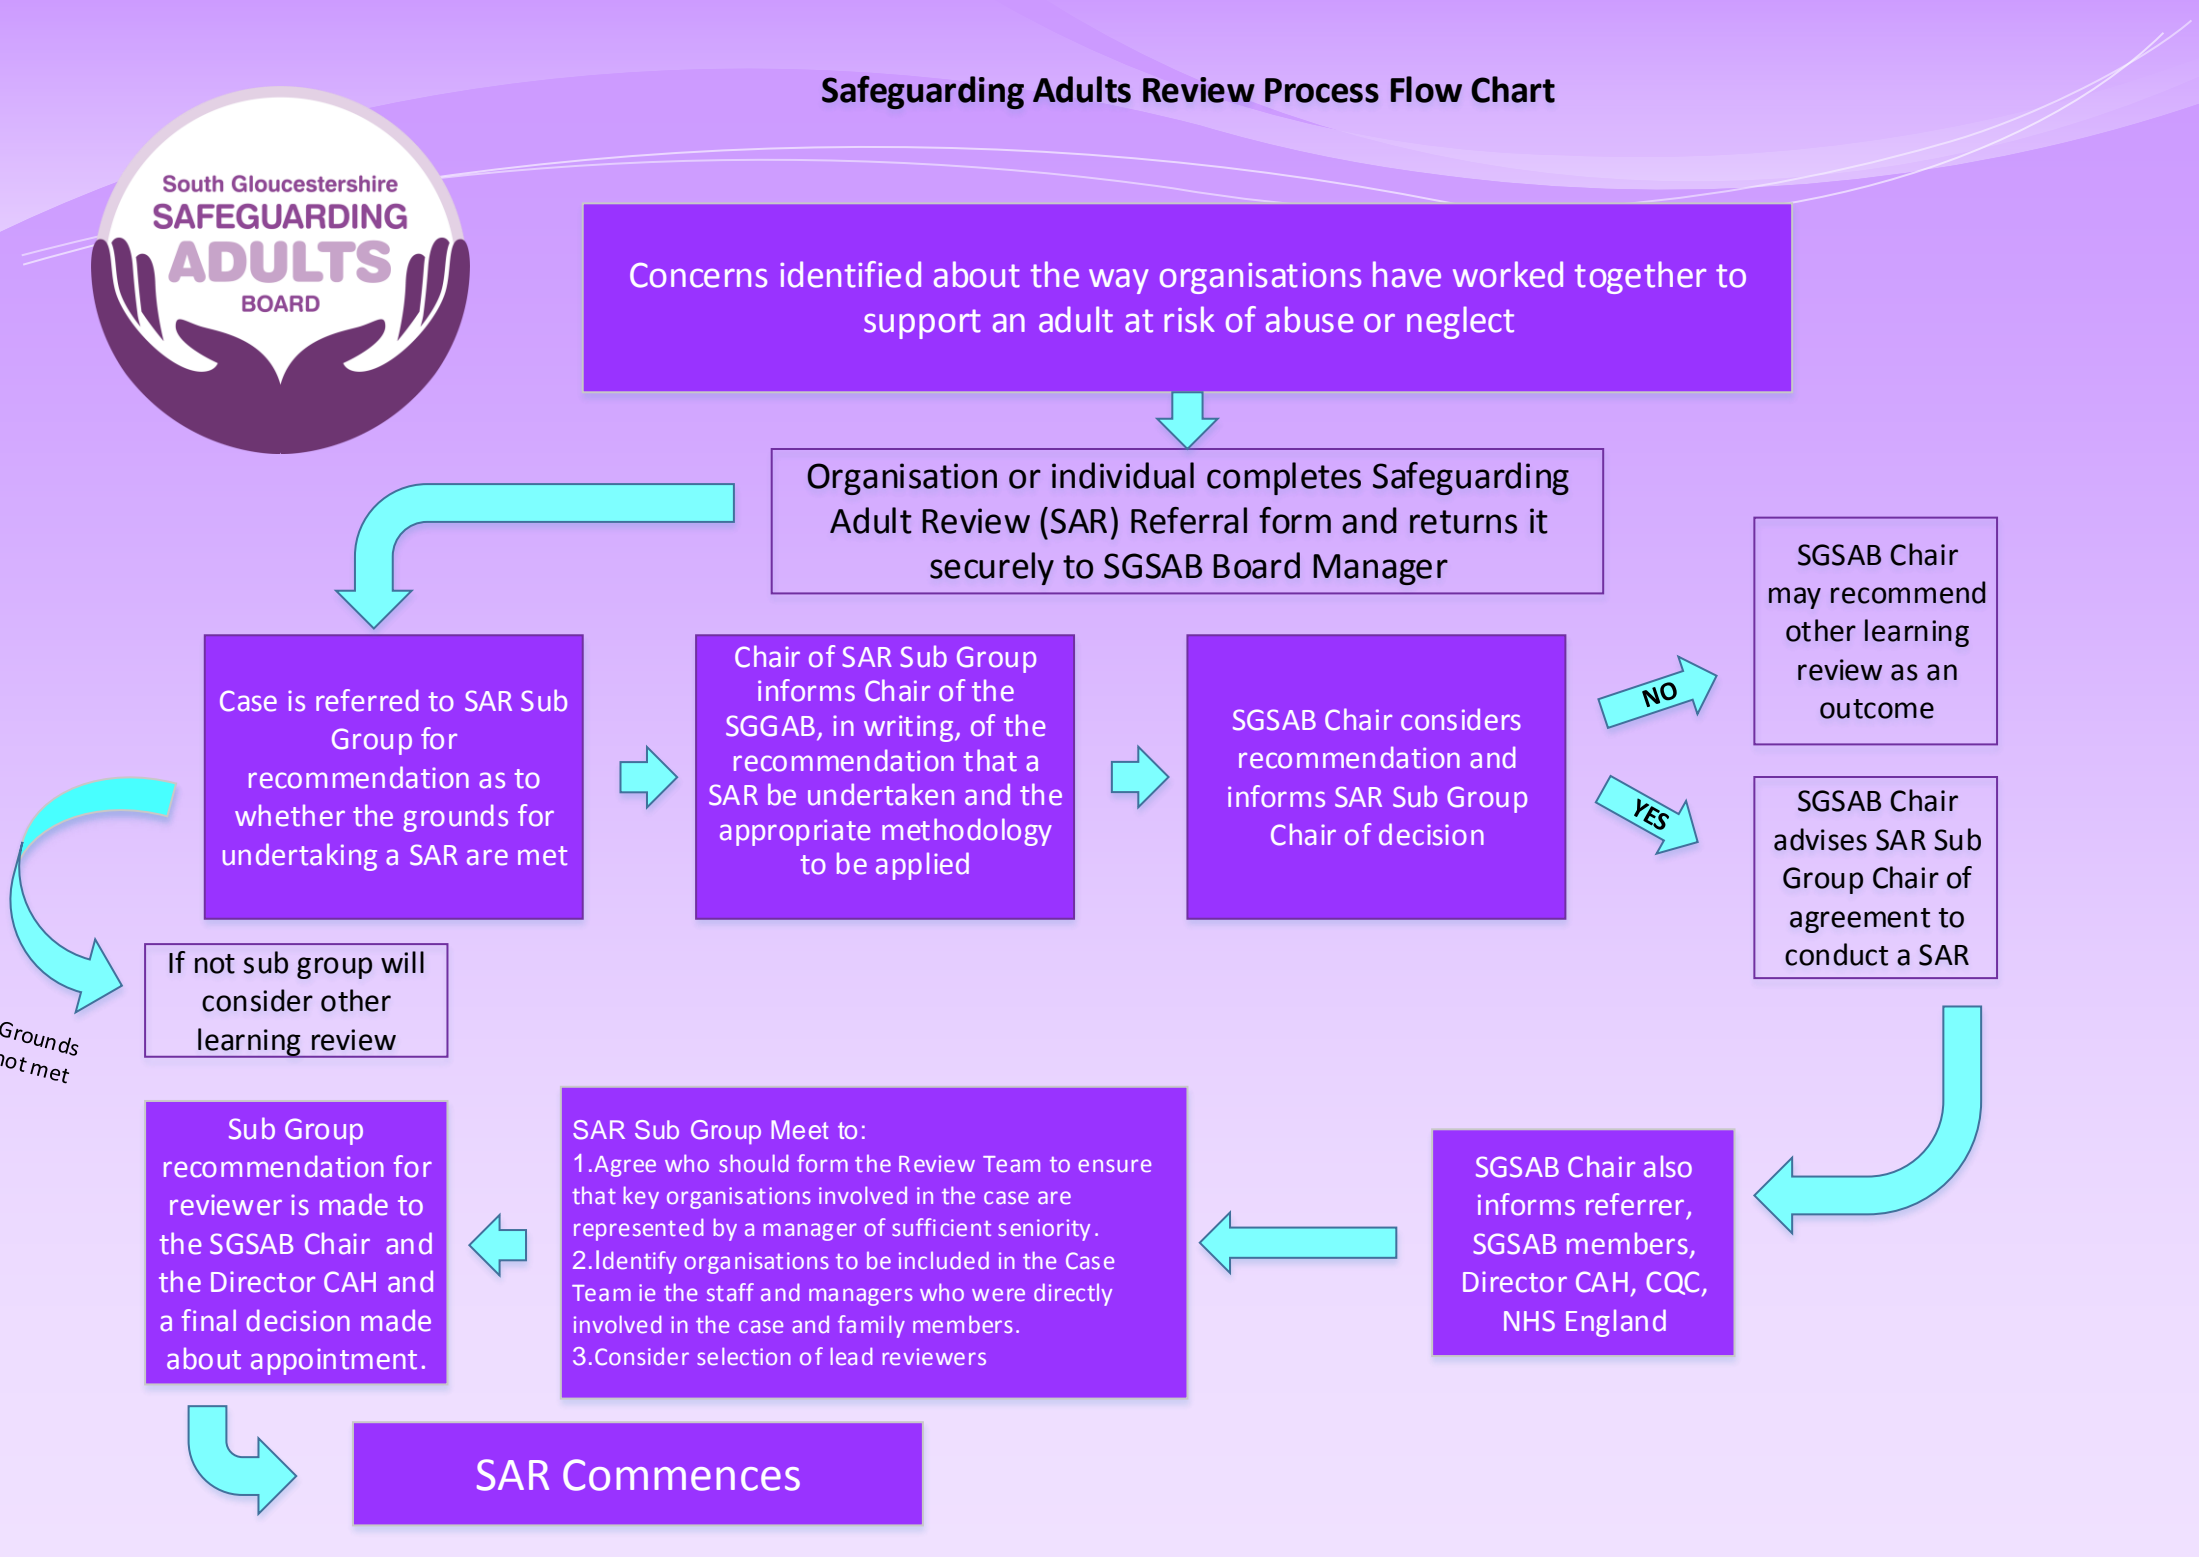 Safeguarding Adults Review Process Flow Chart
South Gloucestershire
SAFEGUARDING
ADULTS
BOARD
Concerns identified about the way organisations have worked together to
support an adult at risk of abuse or neglect
Organisation or individual completes Safeguarding
Adult Review (SAR) Referral form and returns it
securely to SGSAB Board Manager
Case is referred to SAR Sub
Group for
recommendation as to
whether the grounds for
undertaking a SAR are met
Chair of SAR Sub Group
informs Chair of the
SGGAB, in writing, of the
recommendation that a
SAR be undertaken and the
appropriate methodology
to be applied
SGSAB Chair considers
recommendation and
informs SAR Sub Group
Chair of decision
NO
SGSAB Chair
may recommend
other learning
review as an
outcome
YES
SGSAB Chair
advises SAR Sub
Group Chair of
agreement to
conduct a SAR
Grounds
not met
If not sub group will
consider other
learning review
SGSAB Chair also
informs referrer,
SGSAB members,
Director CAH, CQC,
NHS England
SAR Sub Group Meet to:
1.Agree who should form the Review Team to ensure
that key organisations involved in the case are
represented by a manager of sufficient seniority.
2.Identify organisations to be included in the Case
Team ie the staff and managers who were directly
involved in the case and family members.
3.Consider selection of lead reviewers
Sub Group
recommendation for
reviewer is made to
the SGSAB Chair and
the Director CAH and
a final decision made
about appointment.
SAR Commences